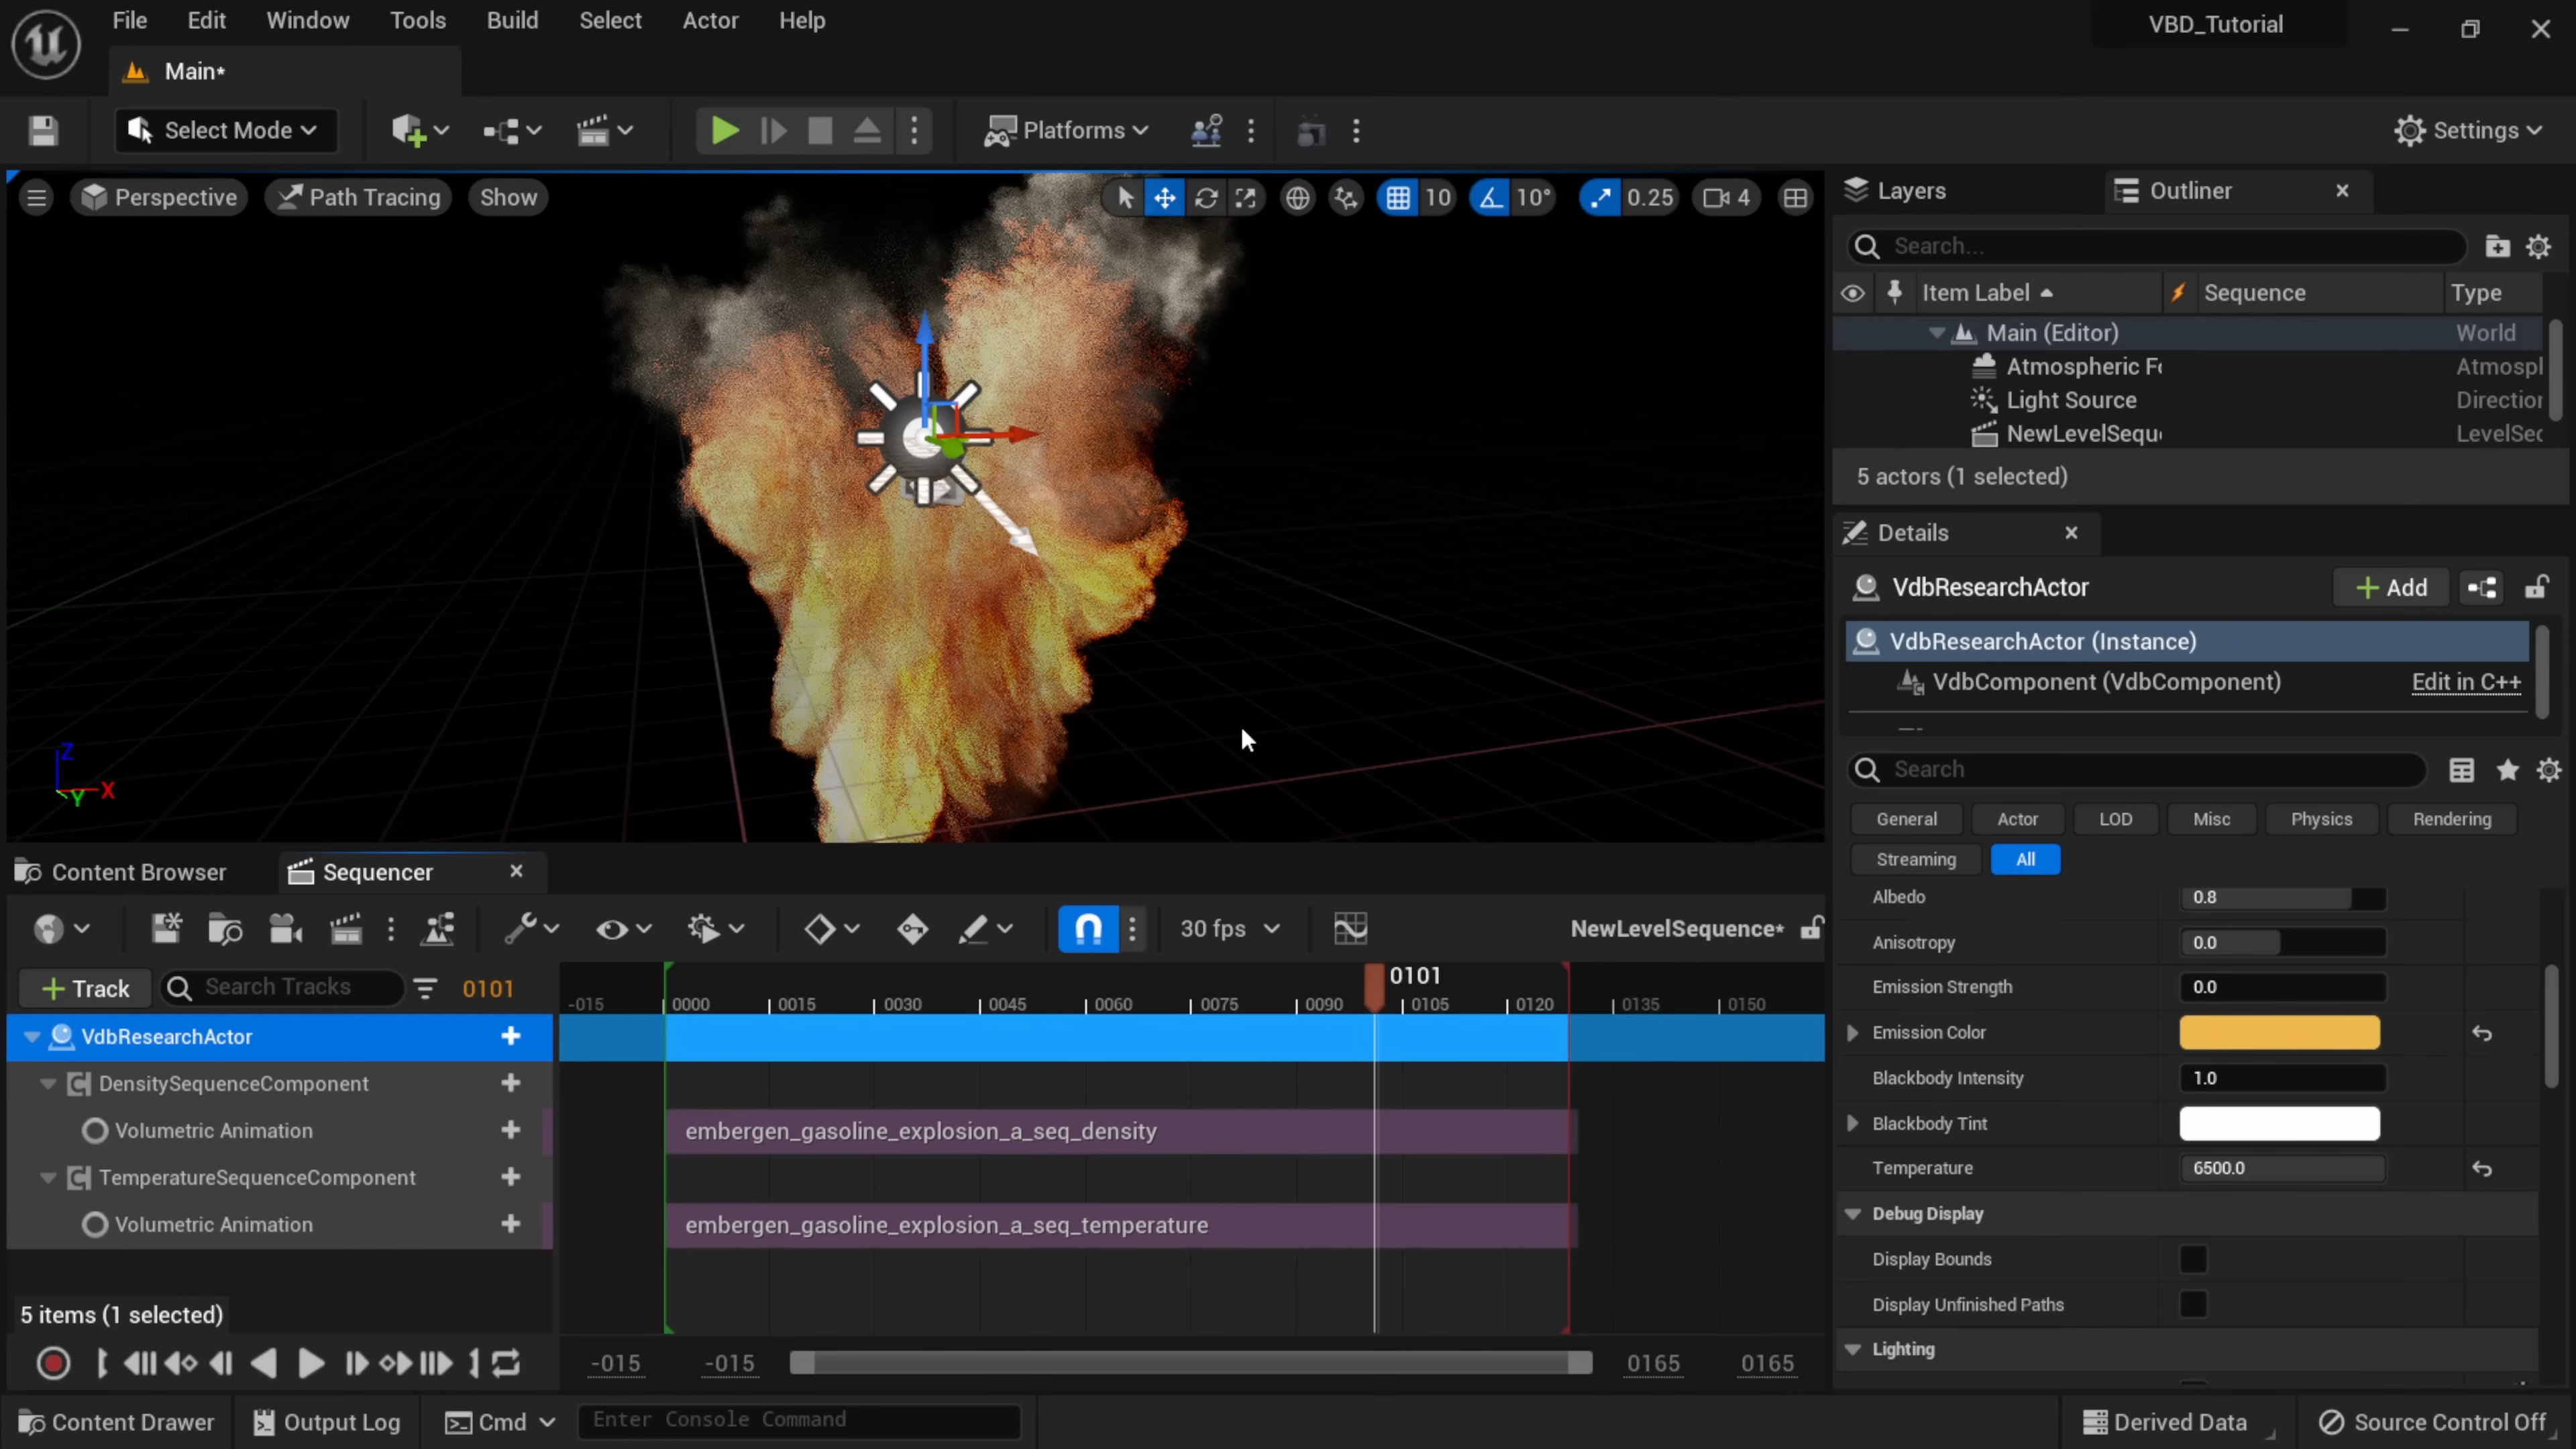 File Edit Window Tools Build Select Actor Help
VBD_Tutorial
Main*
Select Mode
Platforms
Settings
Perspective Path Tracing Show
10 10° 0.25 4
Layers Outliner
Search...
Item Label Sequence Type
Main (Editor) World
Atmospheric Fo Atmospl
Light Source Direction
NewLevelSeque LevelSec
5 actors (1 selected)
Details
VdbResearchActor Add
VdbResearchActor (Instance)
VdbComponent (VdbComponent) Edit in C++
Search
General Actor LOD Misc Physics Rendering
Streaming All
Albedo 0.8
Anisotropy 0.0
Emission Strength 0.0
Emission Color
Blackbody Intensity 1.0
Blackbody Tint
Temperature 6500.0
Debug Display
Display Bounds
Display Unfinished Paths
Lighting
Z
X
Y
Content Browser Sequencer
30 fps NewLevelSequence*
Track Search Tracks 0101
0101
-015 0000 0015 0030 0045 0060 0075 0090 0105 0120 0135 0150
VdbResearchActor
DensitySequenceComponent
Volumetric Animation embergen_gasoline_explosion_a_seq_density
TemperatureSequenceComponent
Volumetric Animation embergen_gasoline_explosion_a_seq_temperature
5 items (1 selected)
-015 -015 0165 0165
Content Drawer Output Log Cmd Enter Console Command Derived Data Source Control Off